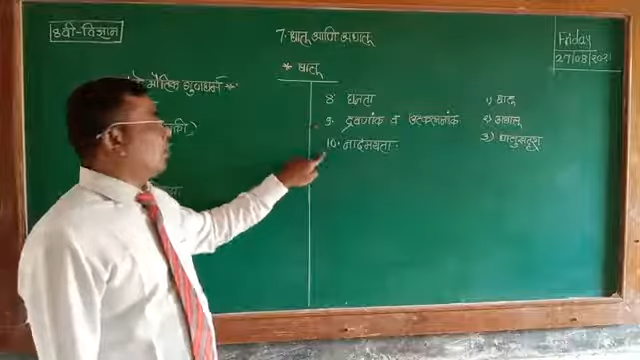 8वी-विज्ञान
7. धातू आणि अधातू
Friday
27/08/2021
* धातू
भौतिक गुणधर्म *
8. घनता
9. द्रवणांक व उत्कलनांक
10. नादमयता.
1) धातू
2) अधातू
3) धातुसदृश